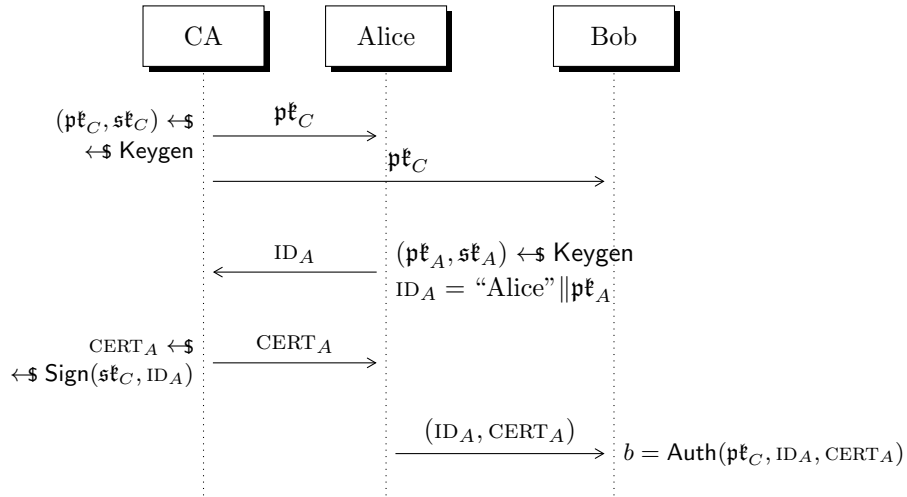 CA Alice Bob
(𝔭𝔨_C, 𝔰𝔨_C) ↞$
↞$ Keygen
𝔭𝔨_C
𝔭𝔨_C
ID_A
(𝔭𝔨_A, 𝔰𝔨_A) ↞$ Keygen
ID_A = “Alice”∥𝔭𝔨_A
CERT_A ↞$
↞$ Sign(𝔰𝔨_C, ID_A)
CERT_A
(ID_A, CERT_A)
b = Auth(𝔭𝔨_C, ID_A, CERT_A)